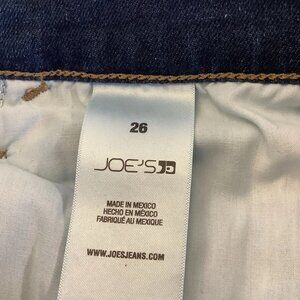 26
JOE'S
MADE IN MEXICO
HECHO EN MÉXICO
FABRIQUÉ AU MEXIQUE
WWW.JOESJEANS.COM